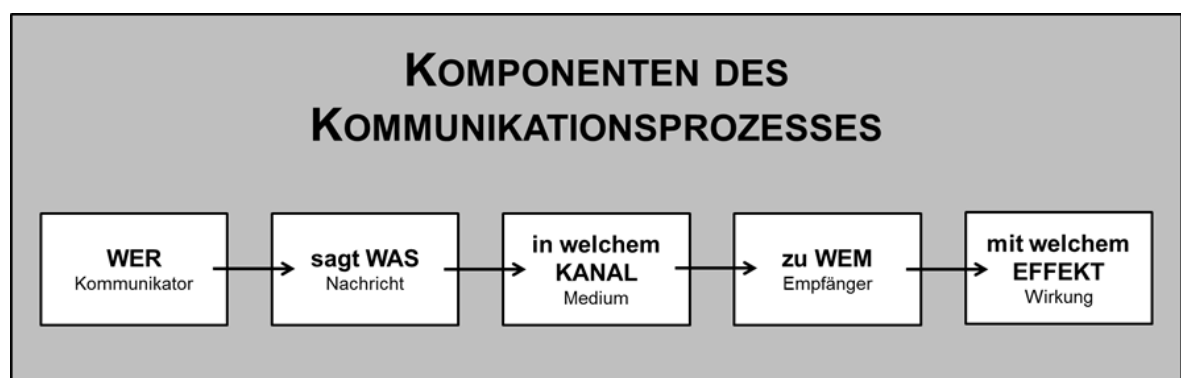 KOMPONENTEN DES
KOMMUNIKATIONSPROZESSES
WER
Kommunikator
sagt WAS
Nachricht
in welchem
KANAL
Medium
zu WEM
Empfänger
mit welchem
EFFEKT
Wirkung